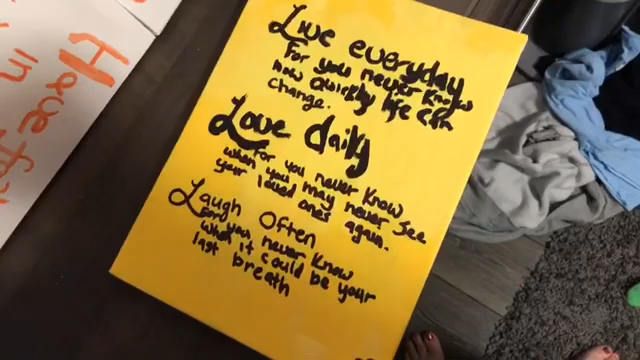 Live everyday
For you never know
how quickly life can
change.
Love daily
for you never know
when you may never see
your loved ones again.
Laugh Often
For you never know
when it could be your
last breath
Have
in